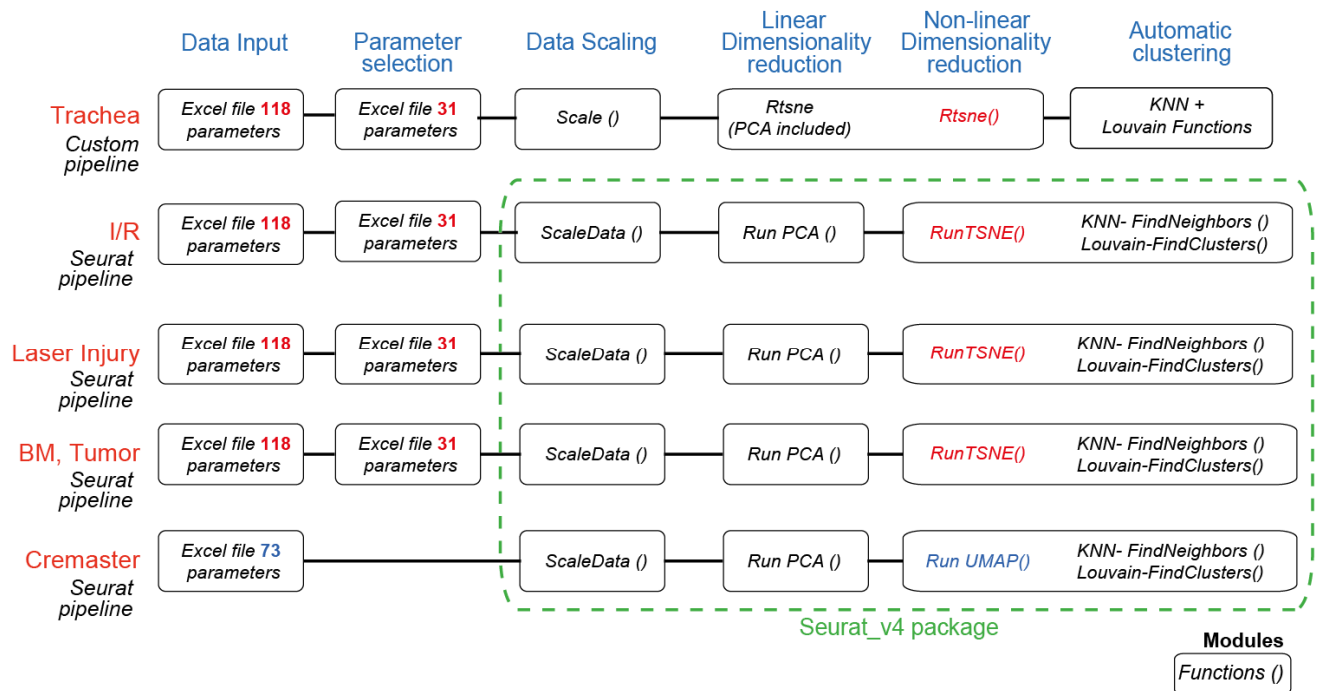 Data Input
Parameter
selection
Data Scaling
Linear
Dimensionality
reduction
Non-linear
Dimensionality
reduction
Automatic
clustering
Trachea
Custom
pipeline
Excel file 118
parameters
Excel file 31
parameters
Scale ()
Rtsne
(PCA included)
Rtsne()
KNN +
Louvain Functions
I/R
Seurat
pipeline
Excel file 118
parameters
Excel file 31
parameters
ScaleData ()
Run PCA ()
RunTSNE()
KNN- FindNeighbors ()
Louvain-FindClusters()
Laser Injury
Seurat
pipeline
Excel file 118
parameters
Excel file 31
parameters
ScaleData ()
Run PCA ()
RunTSNE()
KNN- FindNeighbors ()
Louvain-FindClusters()
BM, Tumor
Seurat
pipeline
Excel file 118
parameters
Excel file 31
parameters
ScaleData ()
Run PCA ()
RunTSNE()
KNN- FindNeighbors ()
Louvain-FindClusters()
Cremaster
Seurat
pipeline
Excel file 73
parameters
ScaleData ()
Run PCA ()
Run UMAP()
KNN- FindNeighbors ()
Louvain-FindClusters()
Seurat_v4 package
Modules
Functions ()